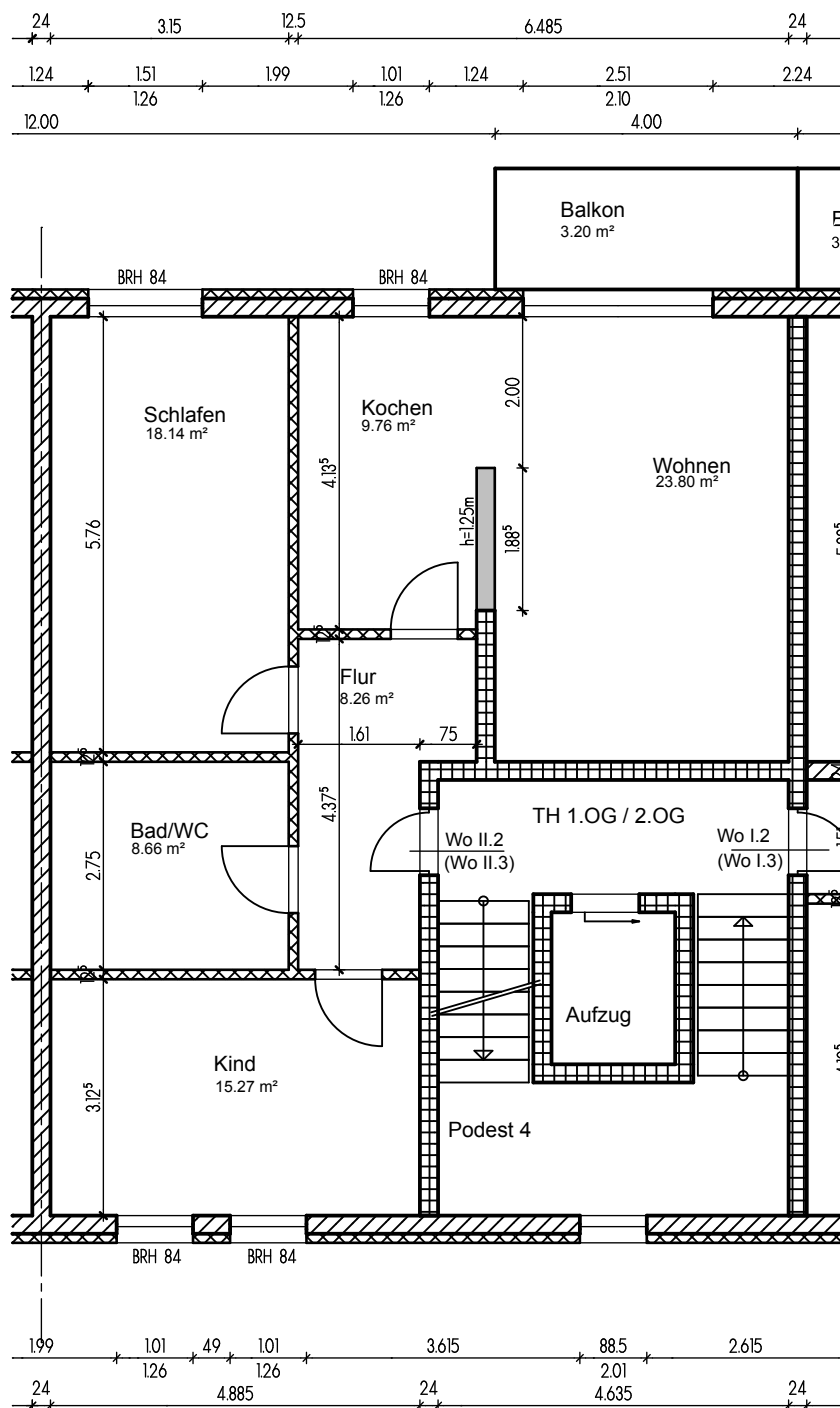 24 3.15 12.5 6.485 24
1.24 1.51 1.99 1.01 1.24 2.51 2.24
1.26 1.26 2.10
12.00 4.00
Balkon
3.20 m²
3
BRH 84 BRH 84
Schlafen
18.14 m²
Kochen
9.76 m²
2.00
Wohnen
23.80 m²
4.13⁵
h=1.25m
1.88⁵
5.76
Flur
8.26 m²
1.61 75
4.37⁵
Bad/WC
8.66 m²
2.75
TH 1.OG / 2.OG
Wo II.2
(Wo II.3)
Wo I.2
(Wo I.3)
Aufzug
Kind
15.27 m²
3.12⁵
Podest 4
BRH 84 BRH 84
1.99 1.01 49 1.01 3.615 88.5 2.615
1.26 1.26 2.01
24 4.885 24 4.635 24